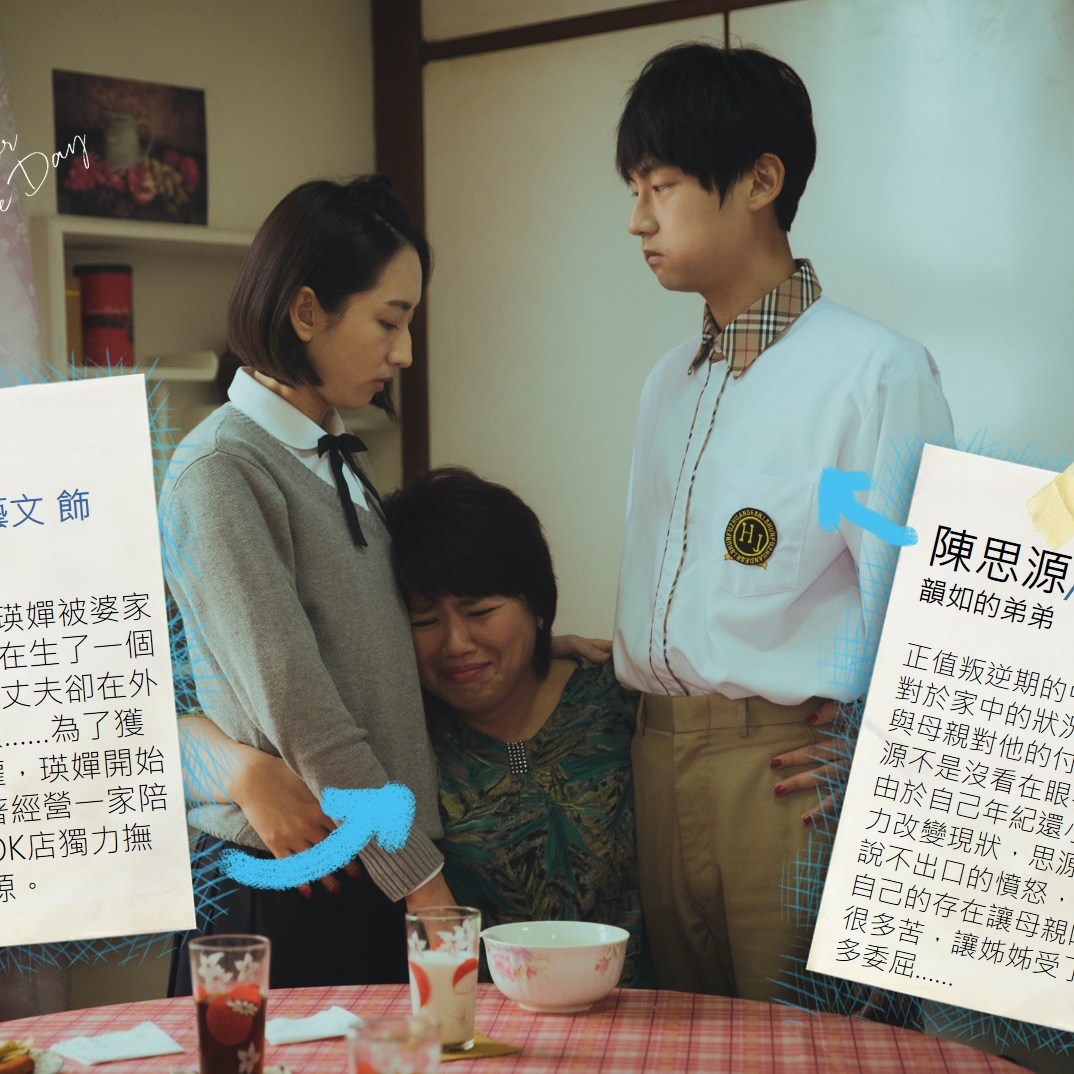 Day
藝文 飾
瑛嬋被婆家
在生了一個
丈夫卻在外
......為了獲
，瑛嬋開始
著經營一家陪
OK店獨力撫
源。
HJ
陳思源
韻如的弟弟
正值叛逆期的
對於家中的狀況
與母親對他的付
源不是沒看在眼
由於自己年紀還小
力改變現狀，思源
說不出口的憤怒，
自己的存在讓母親
很多苦，讓姊姊受了
多委屈......